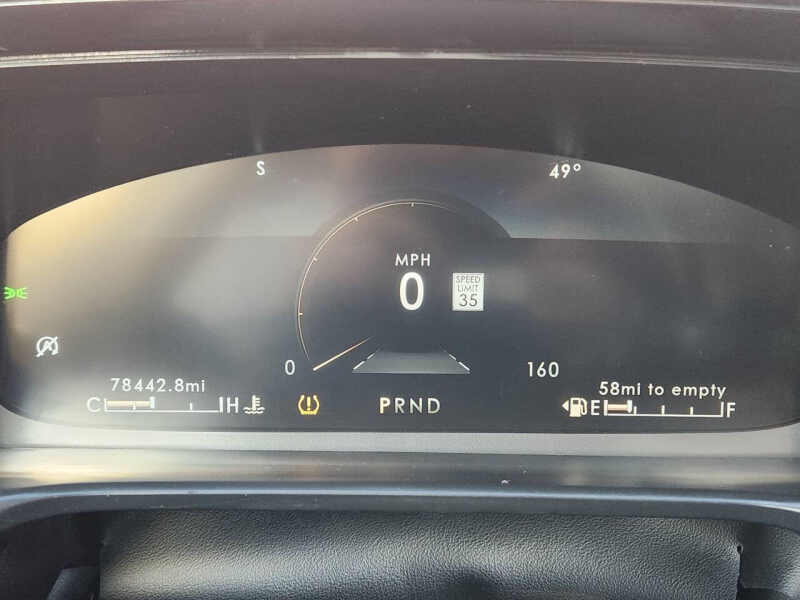 S
49°
MPH
0
SPEED
LIMIT
35
0
160
78442.8mi
58mi to empty
C H
PRND
E F